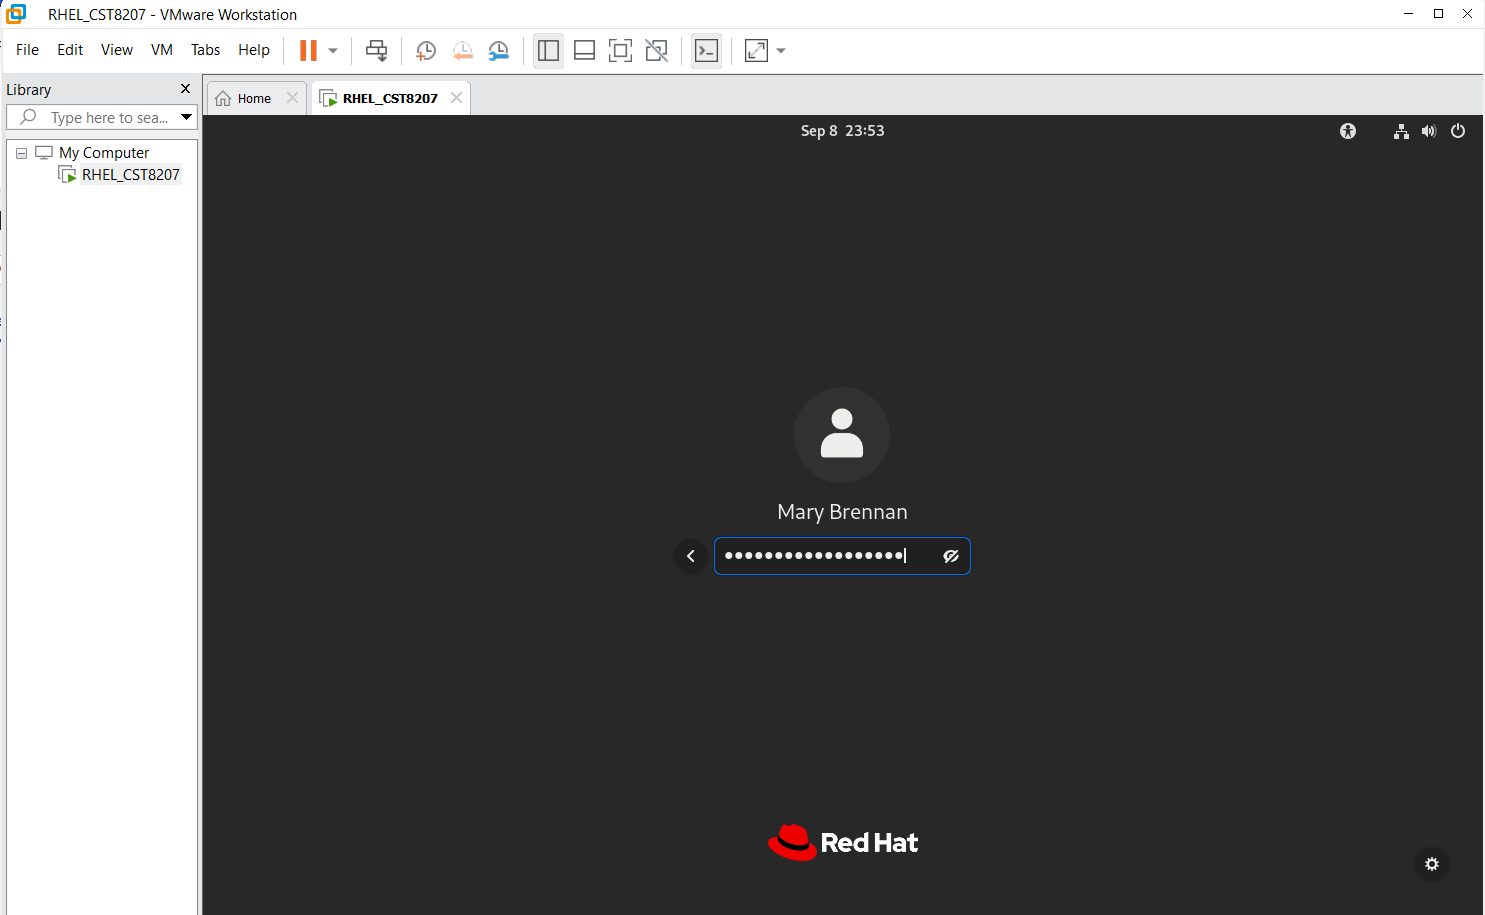 RHEL_CST8207 - VMware Workstation
File Edit View VM Tabs Help
Library
Home
RHEL_CST8207
Type here to sea...
Sep 8 23:53
My Computer
RHEL_CST8207
Mary Brennan
Red Hat